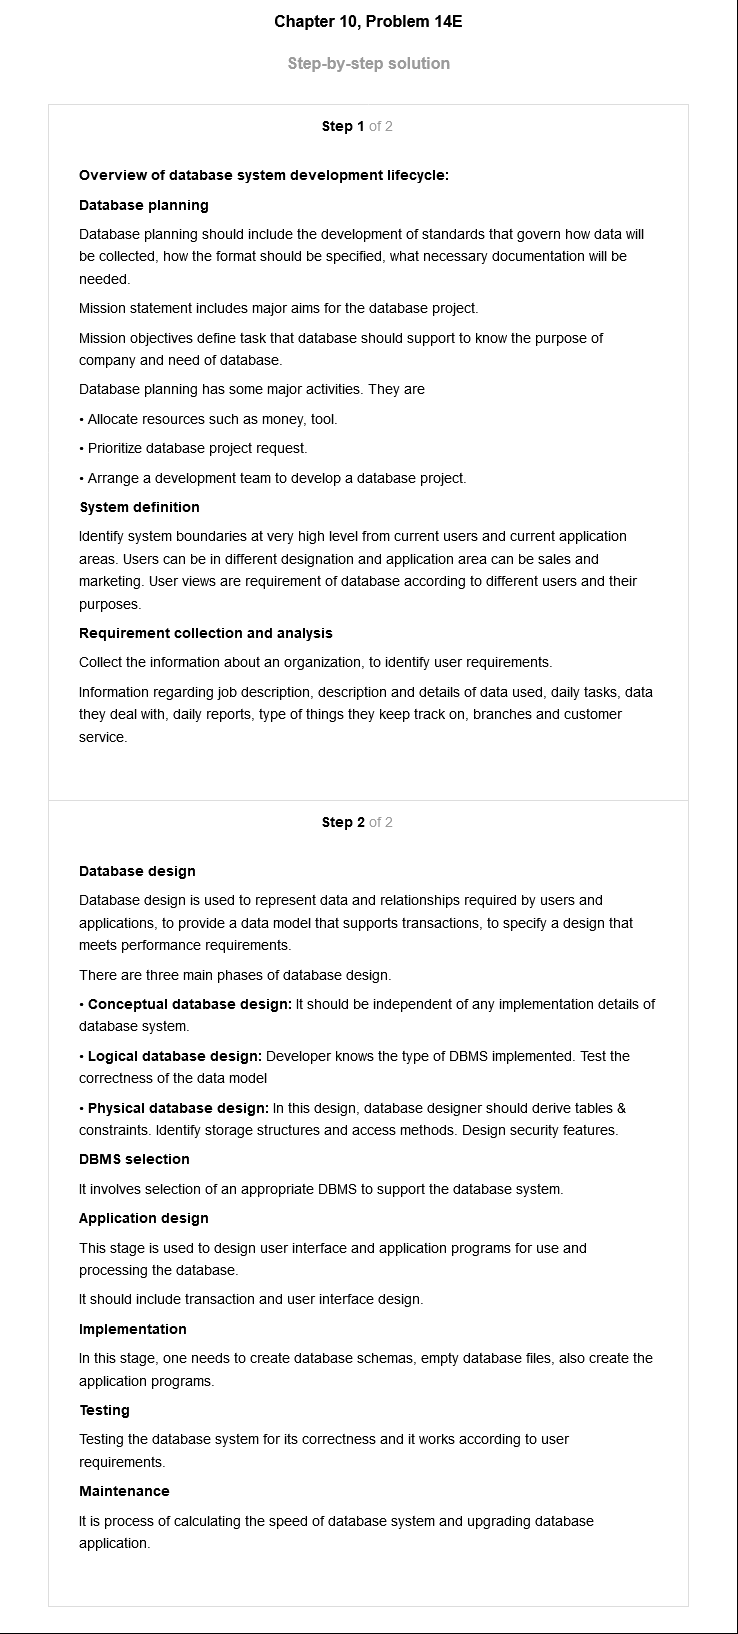 Chapter 10, Problem 14E
Step-by-step solution
Step 1 of 2
Overview of database system development lifecycle:
Database planning
Database planning should include the development of standards that govern how data will
be collected, how the format should be specified, what necessary documentation will be
needed.
Mission statement includes major aims for the database project.
Mission objectives define task that database should support to know the purpose of
company and need of database.
Database planning has some major activities. They are
• Allocate resources such as money, tool.
• Prioritize database project request.
• Arrange a development team to develop a database project.
System definition
Identify system boundaries at very high level from current users and current application
areas. Users can be in different designation and application area can be sales and
marketing. User views are requirement of database according to different users and their
purposes.
Requirement collection and analysis
Collect the information about an organization, to identify user requirements.
Information regarding job description, description and details of data used, daily tasks, data
they deal with, daily reports, type of things they keep track on, branches and customer
service.
Step 2 of 2
Database design
Database design is used to represent data and relationships required by users and
applications, to provide a data model that supports transactions, to specify a design that
meets performance requirements.
There are three main phases of database design.
• Conceptual database design: It should be independent of any implementation details of
database system.
• Logical database design: Developer knows the type of DBMS implemented. Test the
correctness of the data model
• Physical database design: In this design, database designer should derive tables &
constraints. Identify storage structures and access methods. Design security features.
DBMS selection
It involves selection of an appropriate DBMS to support the database system.
Application design
This stage is used to design user interface and application programs for use and
processing the database.
It should include transaction and user interface design.
Implementation
In this stage, one needs to create database schemas, empty database files, also create the
application programs.
Testing
Testing the database system for its correctness and it works according to user
requirements.
Maintenance
It is process of calculating the speed of database system and upgrading database
application.